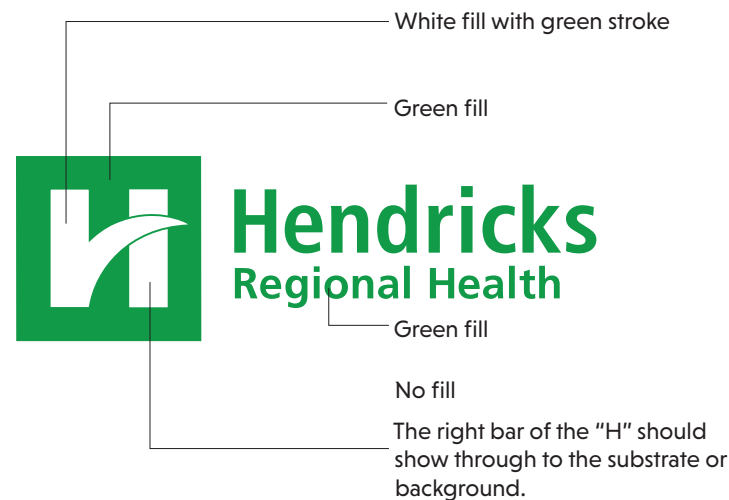 White fill with green stroke
Green fill
H
Hendricks
Regional Health
Green fill
No fill
The right bar of the “H” should
show through to the substrate or
background.